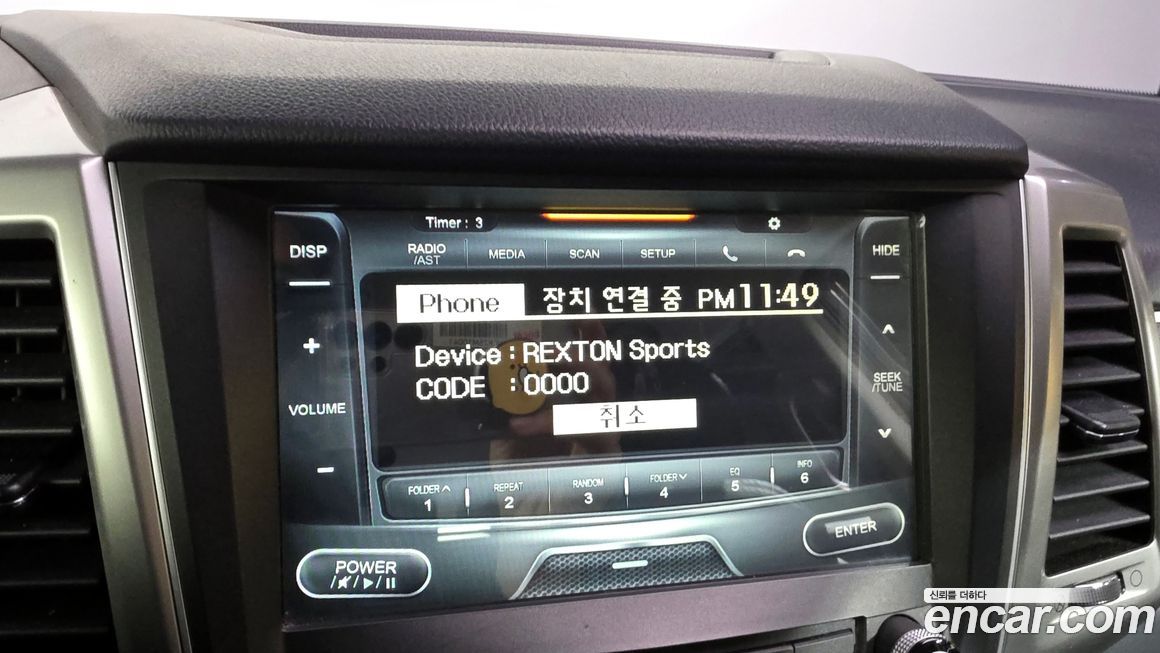 Timer : 3
DISP
RADIO
/AST
MEDIA
SCAN
SETUP
HIDE
Phone 장치 연결 중 PM 11:49
Device : REXTON Sports
CODE : 0000
취소
+
VOLUME
-
SEEK
/TUNE
FOLDER
1
REPEAT
2
RANDOM
3
FOLDER
4
EQ
5
INFO
6
POWER
ENTER
신뢰를 더하다
encar.com